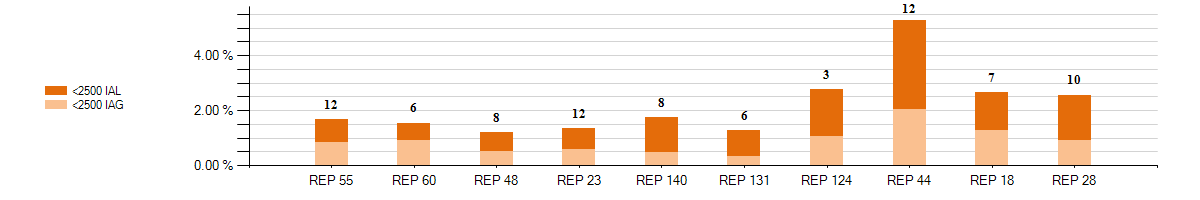 12
4.00 %
3
<2500 IAL
<2500 IAG
12 6 8 12 8 6 7 10
2.00 %
0.00 %
REP 55 REP 60 REP 48 REP 23 REP 140 REP 131 REP 124 REP 44 REP 18 REP 28